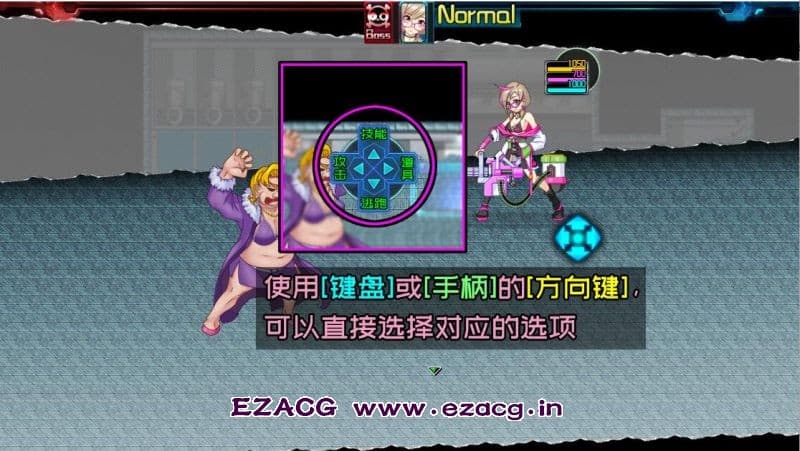 Boss
Normal
1050
700
1000
技能
攻击
道具
逃跑
使用[键盘]或[手柄]的[方向键]，
可以直接选择对应的选项
EZACG www.ezacg.in